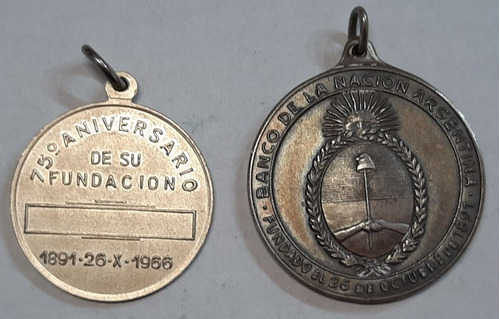 75º ANIVERSARIO
DE SU
FUNDACION
1891-26-X-1966
BANCO DE LA NACION ARGENTINA
FUNDADO EL 26 DE OCTUBRE DE 1891